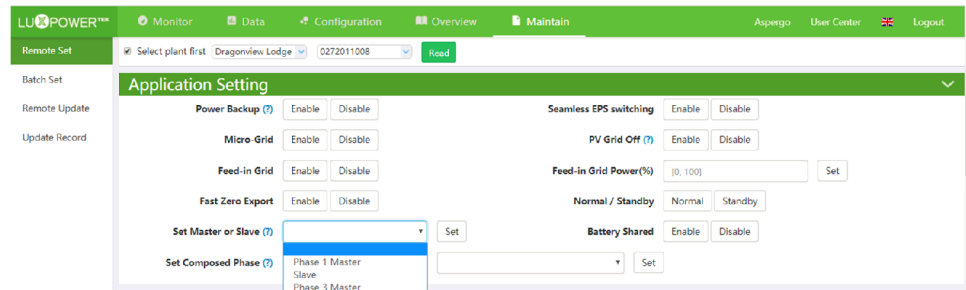 LUXPOWERTEK Monitor Data Configuration Overview Maintain Aspergo User Center Logout
Remote Set
Select plant first Dragonview Lodge 0272011008 Read
Batch Set
Remote Update
Update Record
Application Setting
Power Backup (?) Enable Disable Seamless EPS switching Enable Disable
Micro-Grid Enable Disable PV Grid Off (?) Enable Disable
Feed-in Grid Enable Disable Feed-in Grid Power(%) [0, 100] Set
Fast Zero Export Enable Disable Normal / Standby Normal Standby
Set Master or Slave (?) Set Battery Shared Enable Disable
Set Composed Phase (?) Set
Phase 1 Master
Slave
Phase 3 Master